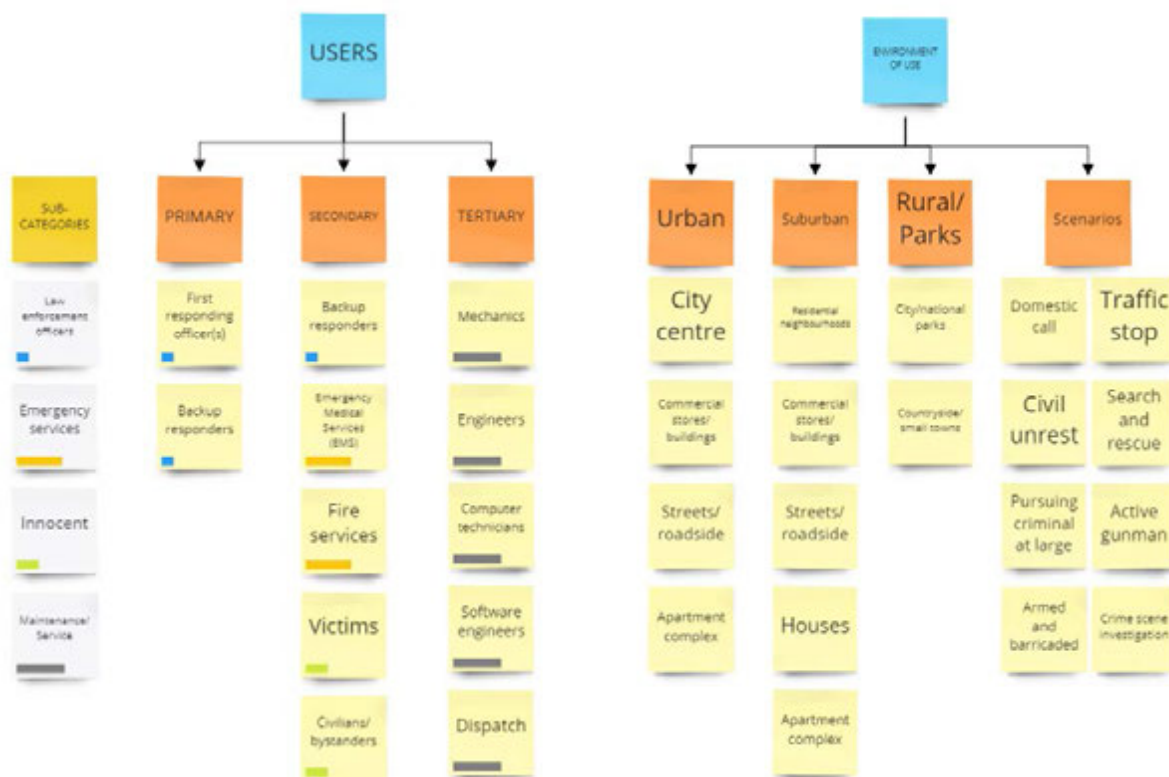 USERS
ENVIRONMENT
OF USE
SUB-
CATEGORIES
PRIMARY
SECONDARY
TERTIARY
Urban
Suburban
Rural/
Parks
Scenarios
Law
enforcement
officers
First
responding
officer(s)
Backup
responders
Mechanics
City
centre
Residential
neighbourhoods
City/national
parks
Domestic
call
Traffic
stop
Emergency
services
Backup
responders
Emergency
Medical
Services
(EMS)
Engineers
Commercial
stores/
buildings
Commercial
stores/
buildings
Countryside/
small towns
Civil
unrest
Search
and
rescue
Innocent
Fire
services
Computer
technicians
Streets/
roadside
Streets/
roadside
Pursuing
criminal
at large
Active
gunman
Maintenance/
Service
Victims
Software
engineers
Apartment
complex
Houses
Armed
and
barricaded
Crime scene
investigation
Civilians/
bystanders
Dispatch
Apartment
complex